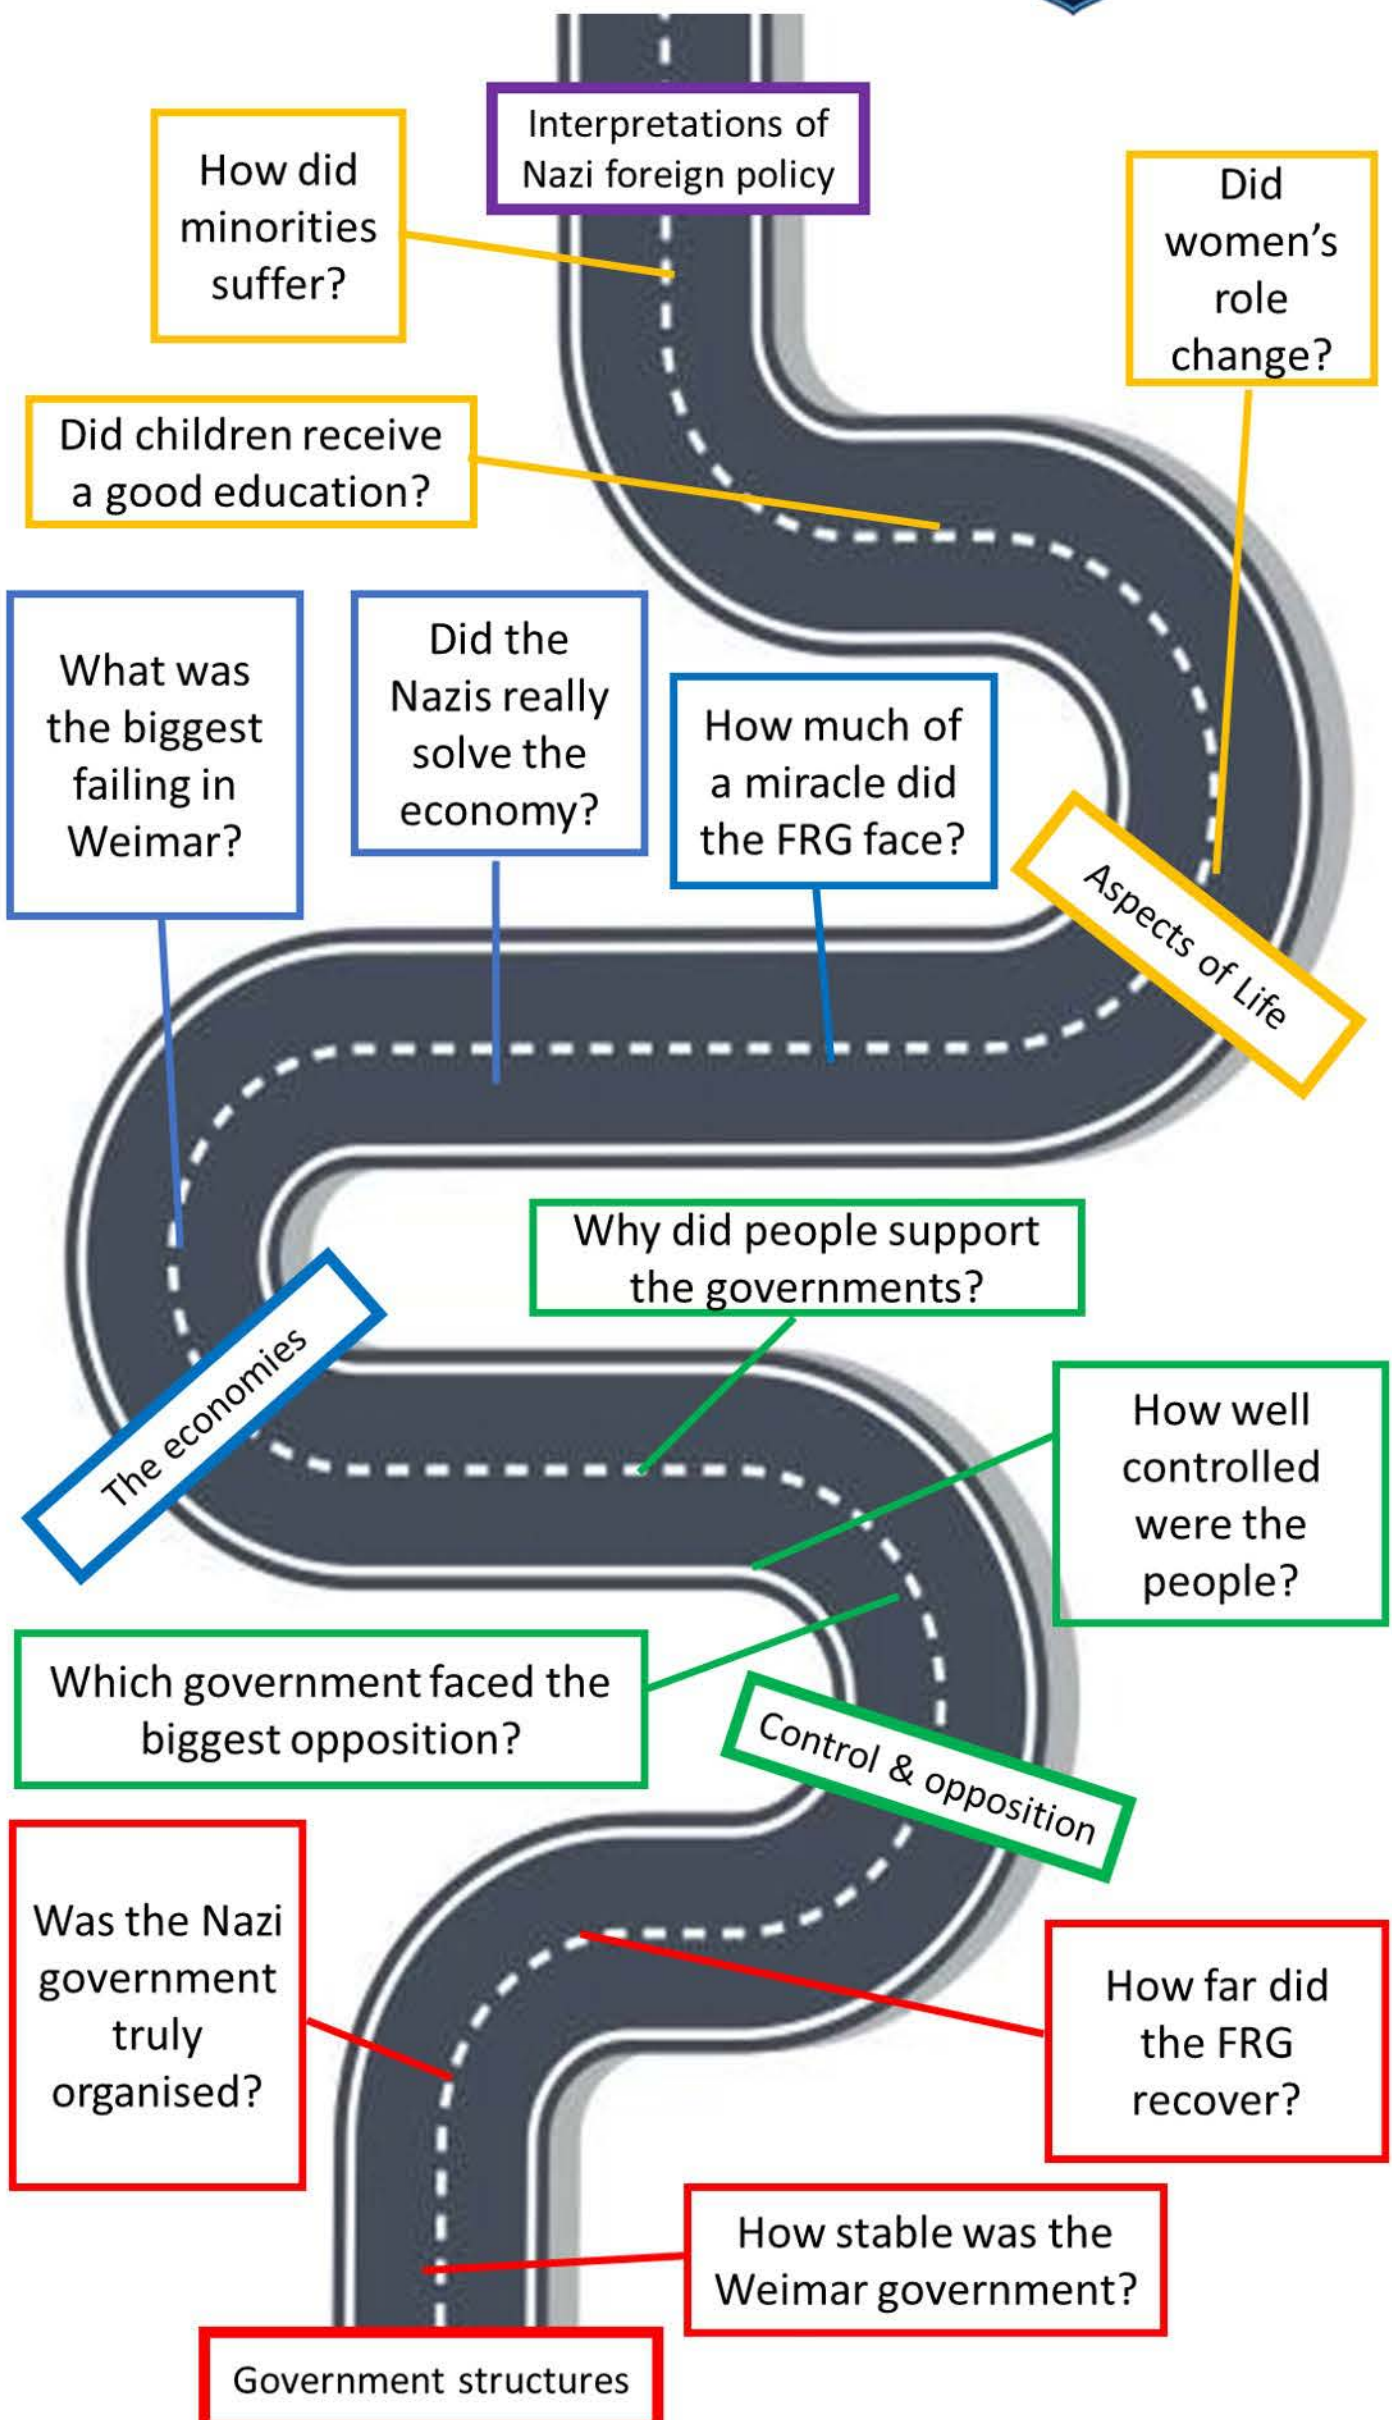 Interpretations of
Nazi foreign policy
How did
minorities
suffer?
Did
women’s
role
change?
Did children receive
a good education?
What was
the biggest
failing in
Weimar?
Did the
Nazis really
solve the
economy?
How much of
a miracle did
the FRG face?
Aspects of Life
Why did people support
the governments?
The economies
How well
controlled
were the
people?
Which government faced the
biggest opposition?
Control & opposition
Was the Nazi
government
truly
organised?
How far did
the FRG
recover?
How stable was the
Weimar government?
Government structures